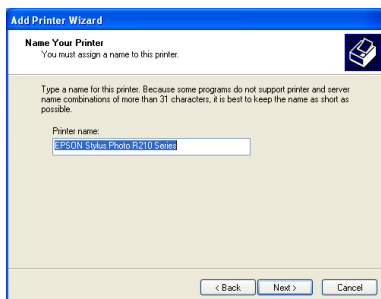 Add Printer Wizard
Name Your Printer
You must assign a name to this printer.
Type a name for this printer. Because some programs do not support printer and server
name combinations of more than 31 characters, it is best to keep the name as short as
possible.
Printer name:
EPSON Stylus Photo R210 Series
< Back
Next >
Cancel